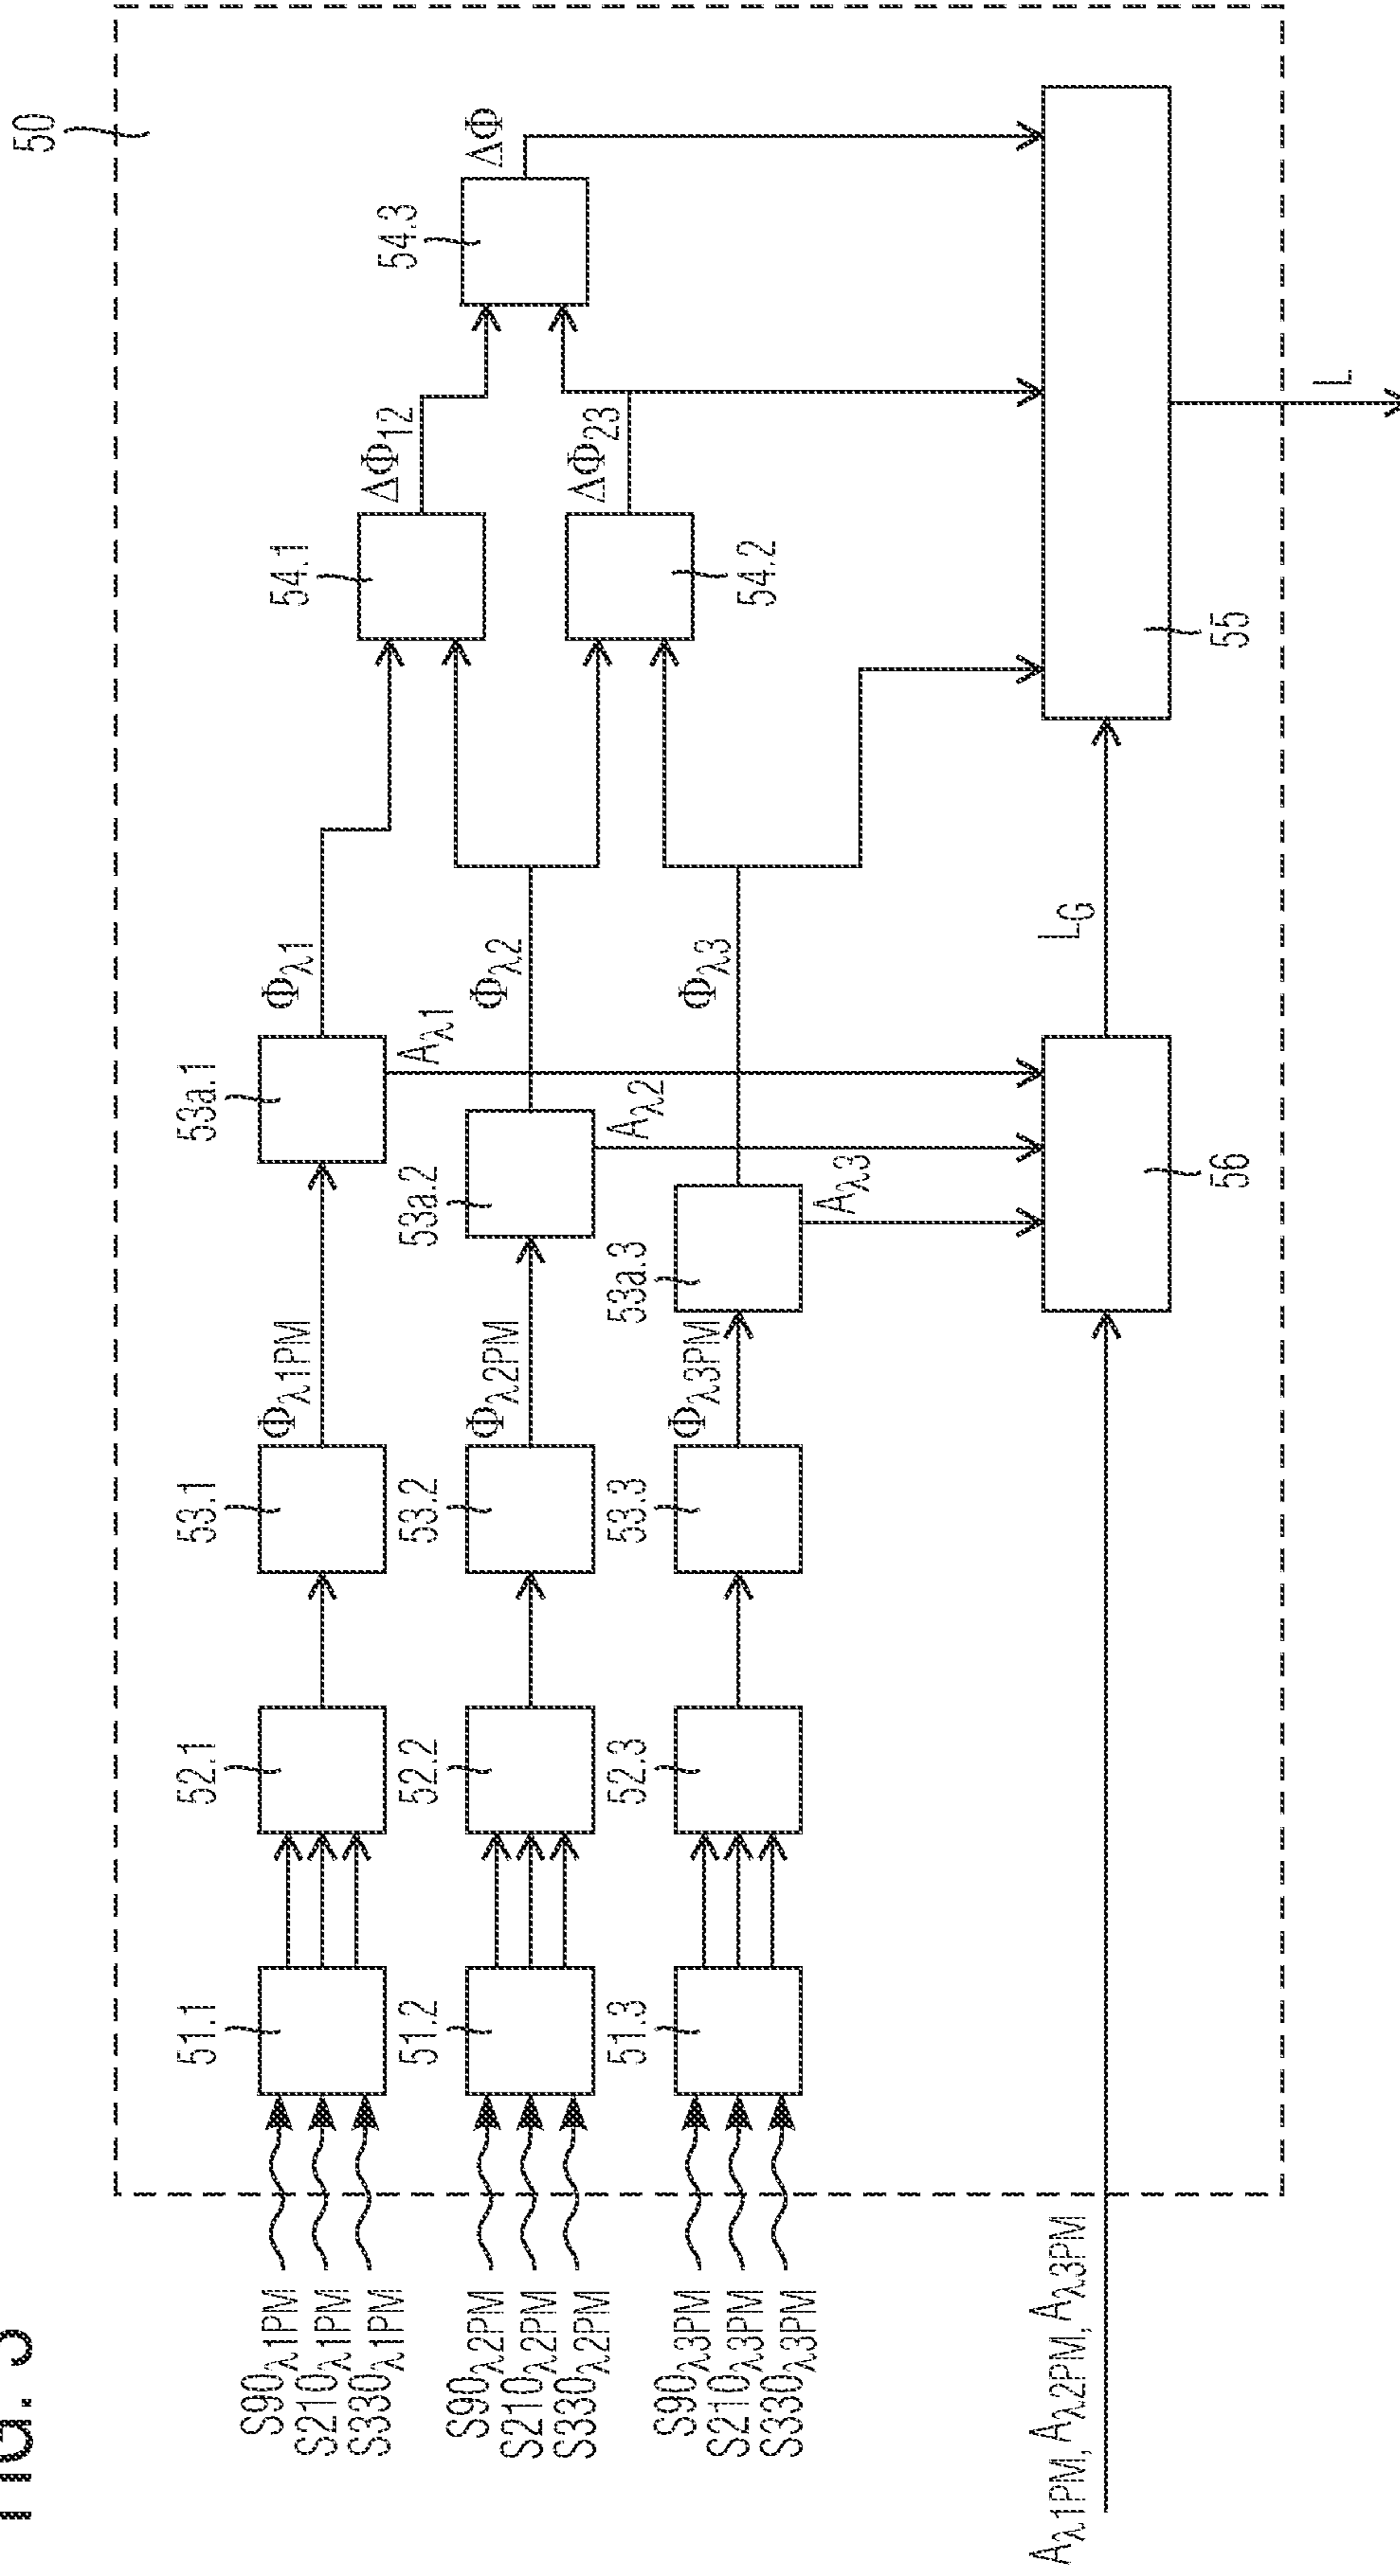 FIG. 5
50
S90λ1PM
S210λ1PM
S330λ1PM
51.1
52.1
53.1
Φλ1PM
53a.1
Φλ1
Aλ1
54.1
ΔΦ12
54.3
ΔΦ
S90λ2PM
S210λ2PM
S330λ2PM
51.2
52.2
53.2
Φλ2PM
53a.2
Φλ2
Aλ2
54.2
ΔΦ23
S90λ3PM
S210λ3PM
S330λ3PM
51.3
52.3
53.3
Φλ3PM
53a.3
Φλ3
Aλ3
Aλ1PM, Aλ2PM, Aλ3PM
56
LG
55
L